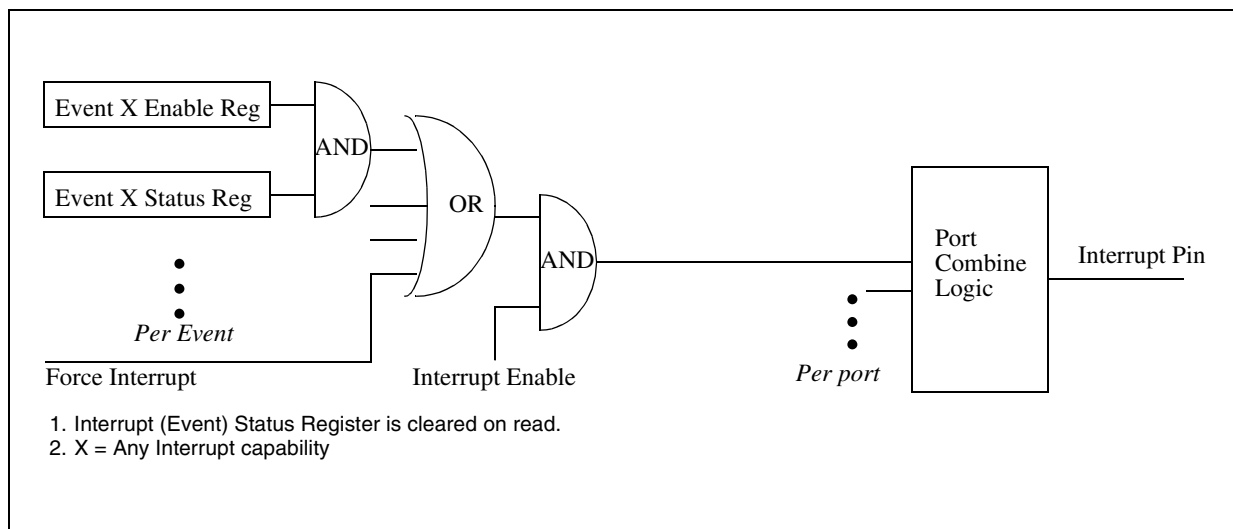 Event X Enable Reg
AND
Event X Status Reg
OR
AND
Port
Combine
Logic
Interrupt Pin
Per Event
Per port
Force Interrupt
Interrupt Enable
1. Interrupt (Event) Status Register is cleared on read.
2. X = Any Interrupt capability